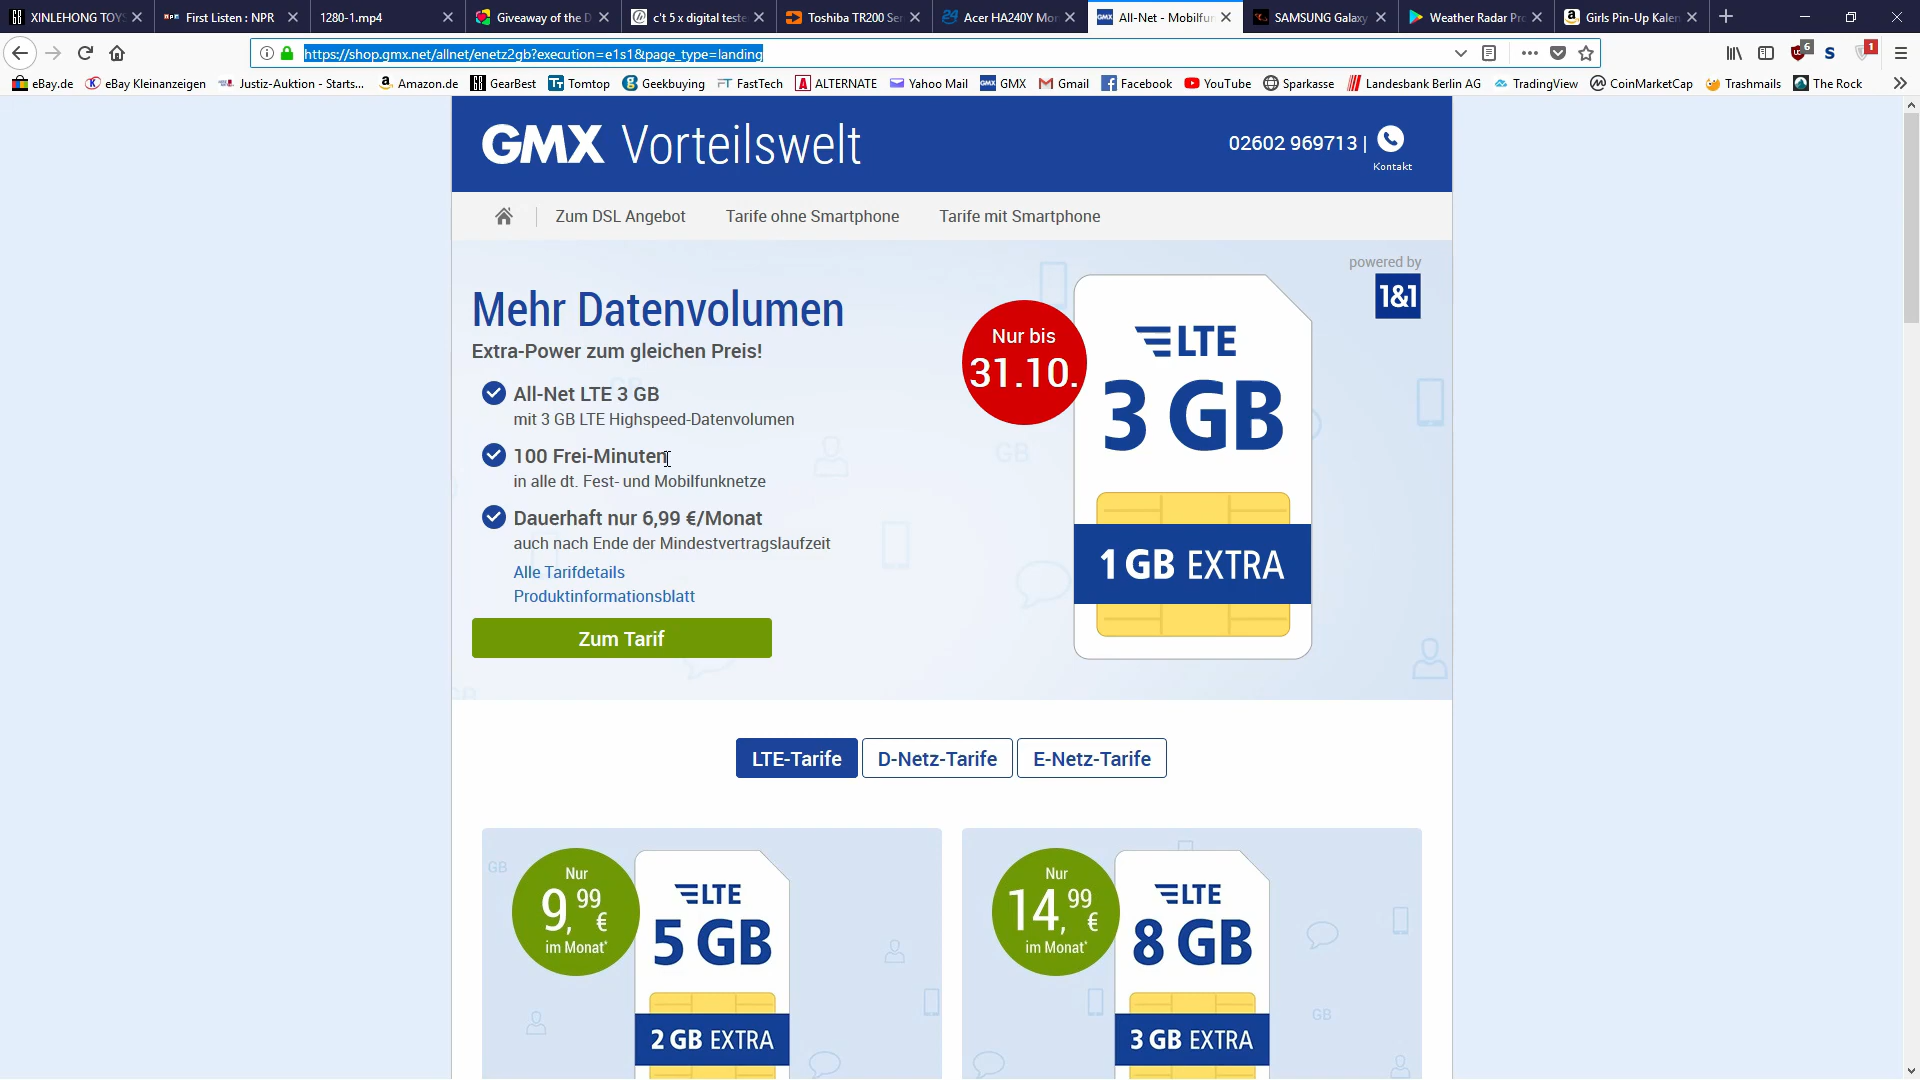 XINLEHONG TOYS
First Listen : NPR
1280-1.mp4
Giveaway of the D
c't 5 x digital teste
Toshiba TR200 Ser
Acer HA240Y Mon
All-Net - Mobilfun
SAMSUNG Galaxy
Weather Radar Pro
Girls Pin-Up Kalen
https://shop.gmx.net/allnet/enetz2gb?execution=e1s1&page_type=landing
6
S
1
eBay.de
eBay Kleinanzeigen
Justiz-Auktion - Starts...
Amazon.de
GearBest
Tomtop
Geekbuying
FastTech
ALTERNATE
Yahoo Mail
GMX
Gmail
Facebook
YouTube
Sparkasse
Landesbank Berlin AG
TradingView
CoinMarketCap
Trashmails
The Rock
GMX Vorteilswelt
02602 969713 |
Kontakt
Zum DSL Angebot
Tarife ohne Smartphone
Tarife mit Smartphone
powered by
1&1
Mehr Datenvolumen
Extra-Power zum gleichen Preis!
All-Net LTE 3 GB
mit 3 GB LTE Highspeed-Datenvolumen
100 Frei-Minuten
in alle dt. Fest- und Mobilfunknetze
Dauerhaft nur 6,99 €/Monat
auch nach Ende der Mindestvertragslaufzeit
Alle Tarifdetails
Produktinformationsblatt
Zum Tarif
Nur bis
31.10.
LTE
3 GB
1 GB EXTRA
GB
GB
LTE-Tarife
D-Netz-Tarife
E-Netz-Tarife
GB
Nur
9,99 €
im Monat*
LTE
5 GB
2 GB EXTRA
Nur
14,99 €
im Monat*
LTE
8 GB
3 GB EXTRA
GB